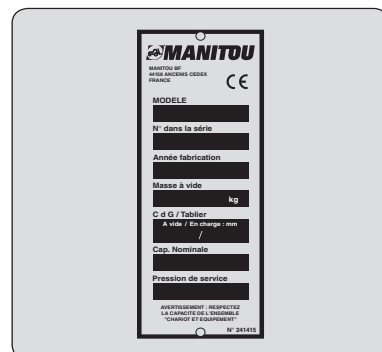 MANITOU
MANITOU BF
44158 ANCENIS CEDEX
FRANCE
CE
MODELE
N° dans la série
Année fabrication
Masse à vide
kg
C d G / Tablier
A vide / En charge : mm
/
Cap. Nominale
Pression de service
AVERTISSEMENT : RESPECTEZ
LA CAPACITE DE L'ENSEMBLE
"CHARIOT ET EQUIPEMENT"
N° 241415